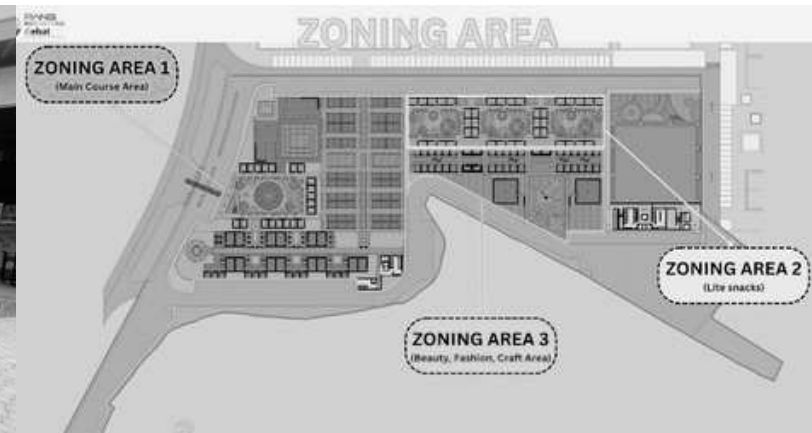 ZONING AREA
ZONING AREA 1
(Main Course Area)
ZONING AREA 2
(Lite snacks)
ZONING AREA 3
(Beauty, Fashion, Craft Area)